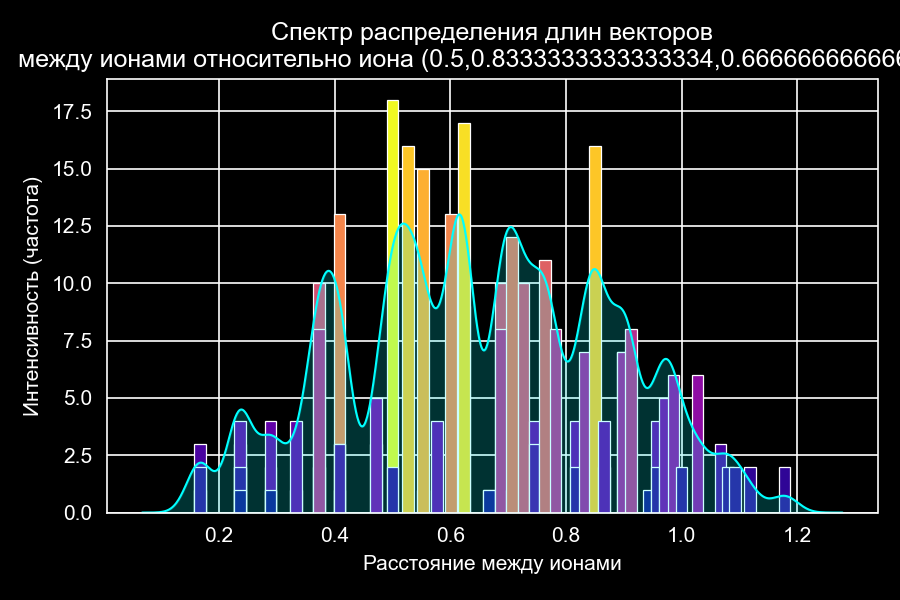 Спектр распределения длин векторов
между ионами относительно иона (0.5,0.8333333333333334,0.666666666666
17.5
15.0
12.5
10.0
7.5
5.0
2.5
0.0
Интенсивность (частота)
0.2 0.4 0.6 0.8 1.0 1.2
Расстояние между ионами